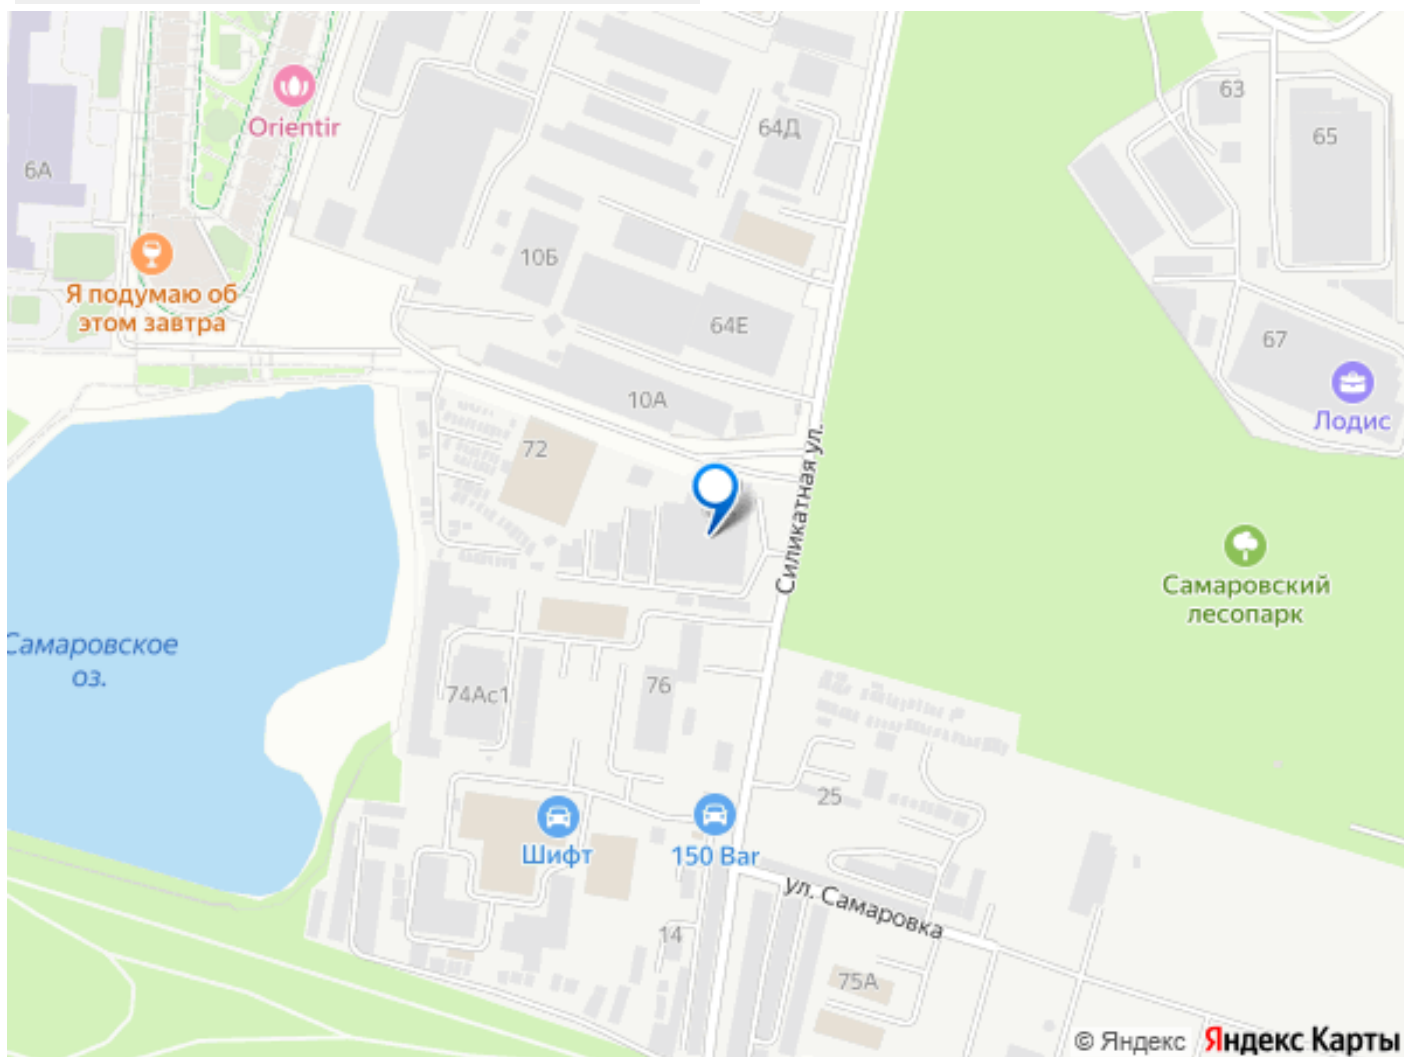 63
64Д
65
Orientir
6А
10Б
Я подумаю об
этом завтра
64Е
67
10А
Лодис
72
Силикатная ул.
Самаровский
лесопарк
Самаровское
оз.
76
74Ас1
25
Шифт
150 Bar
ул. Самаровка
14
75А
© Яндекс Яндекс Карты